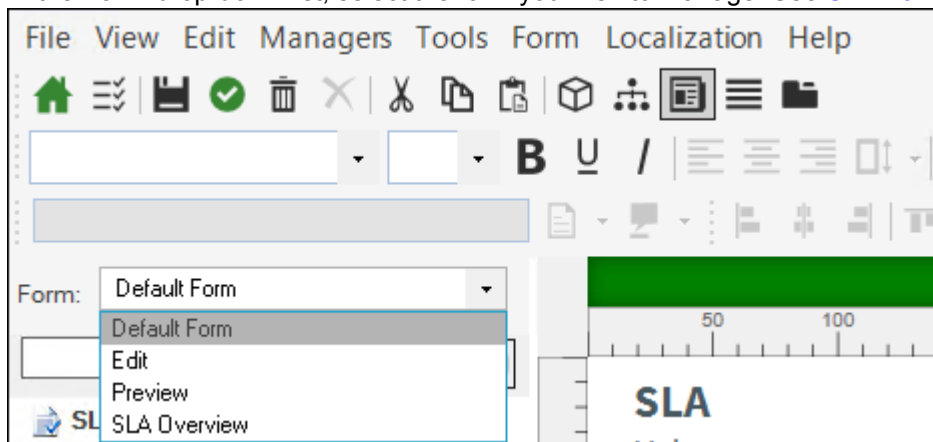 File View Edit Managers Tools Form Localization Help
B U I
Form: Default Form
50 100
Default Form
Edit
Preview
SLA
SL SLA Overview